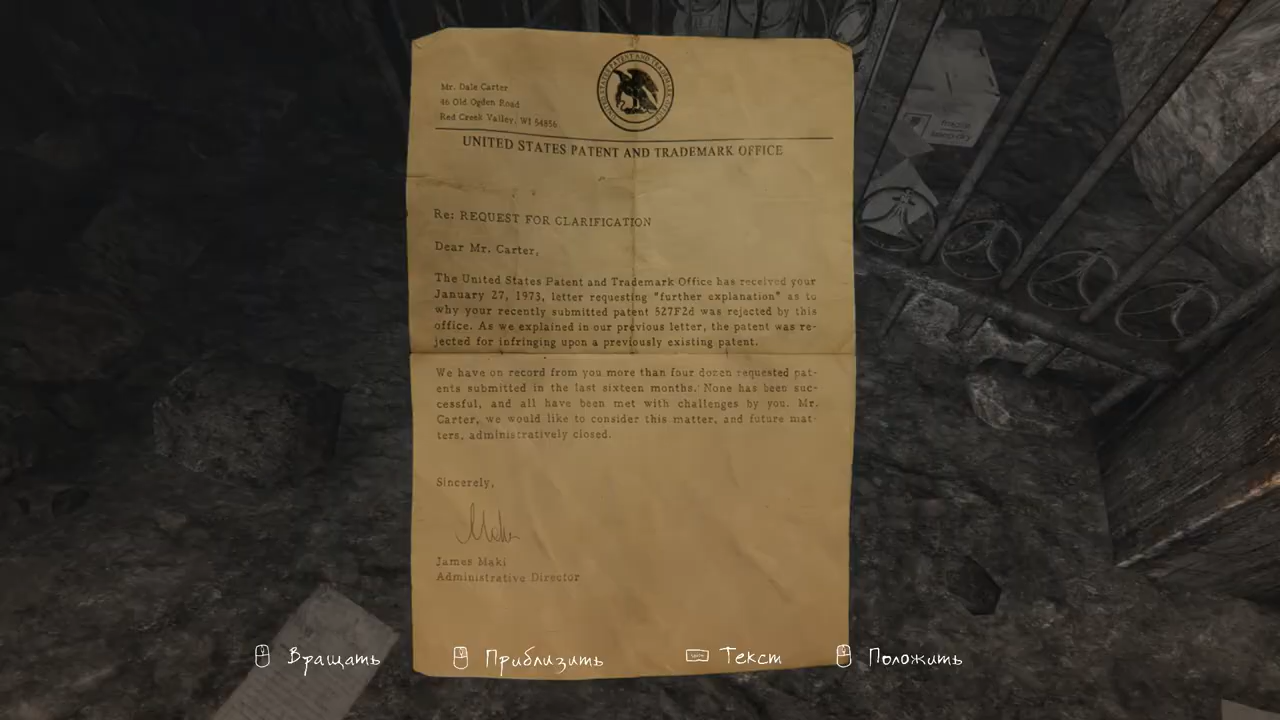 Mr. Dale Carter
46 Old Ogden Road
Red Creek Valley, WI 54856
UNITED STATES PATENT AND TRADEMARK OFFICE
UNITED STATES PATENT AND TRADEMARK OFFICE
Re: REQUEST FOR CLARIFICATION
Dear Mr. Carter,
The United States Patent and Trademark Office has received your
January 27, 1973, letter requesting "further explanation" as to
why your recently submitted patent 527F2d was rejected by this
office. As we explained in our previous letter, the patent was re-
jected for infringing upon a previously existing patent.
We have on record from you more than four dozen requested pat-
ents submitted in the last sixteen months. None has been suc-
cessful, and all have been met with challenges by you. Mr.
Carter, we would like to consider this matter, and future mat-
ters, administratively closed.
Sincerely,
James Maki
Administrative Director
Вращать
Приблизить
Текст
Положить